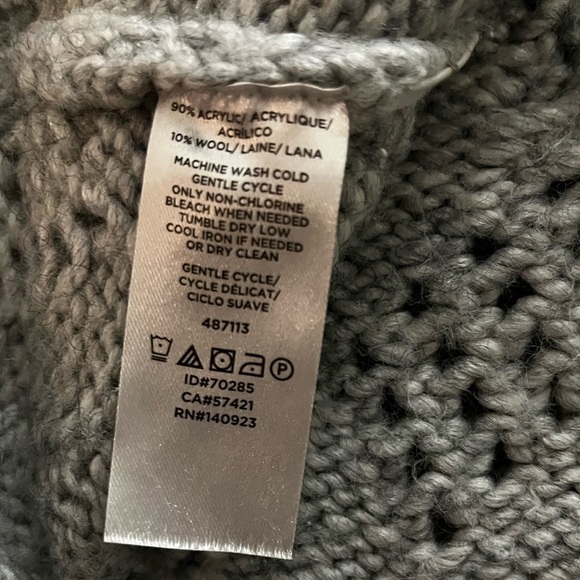 90% ACRYLIC/ ACRYLIQUE/
ACRÍLICO
10% WOOL/ LAINE/ LANA
MACHINE WASH COLD
GENTLE CYCLE
ONLY NON-CHLORINE
BLEACH WHEN NEEDED
TUMBLE DRY LOW
COOL IRON IF NEEDED
OR DRY CLEAN
GENTLE CYCLE/
CYCLE DÉLICAT/
CICLO SUAVE
487113
P
ID#70285
CA#57421
RN#140923